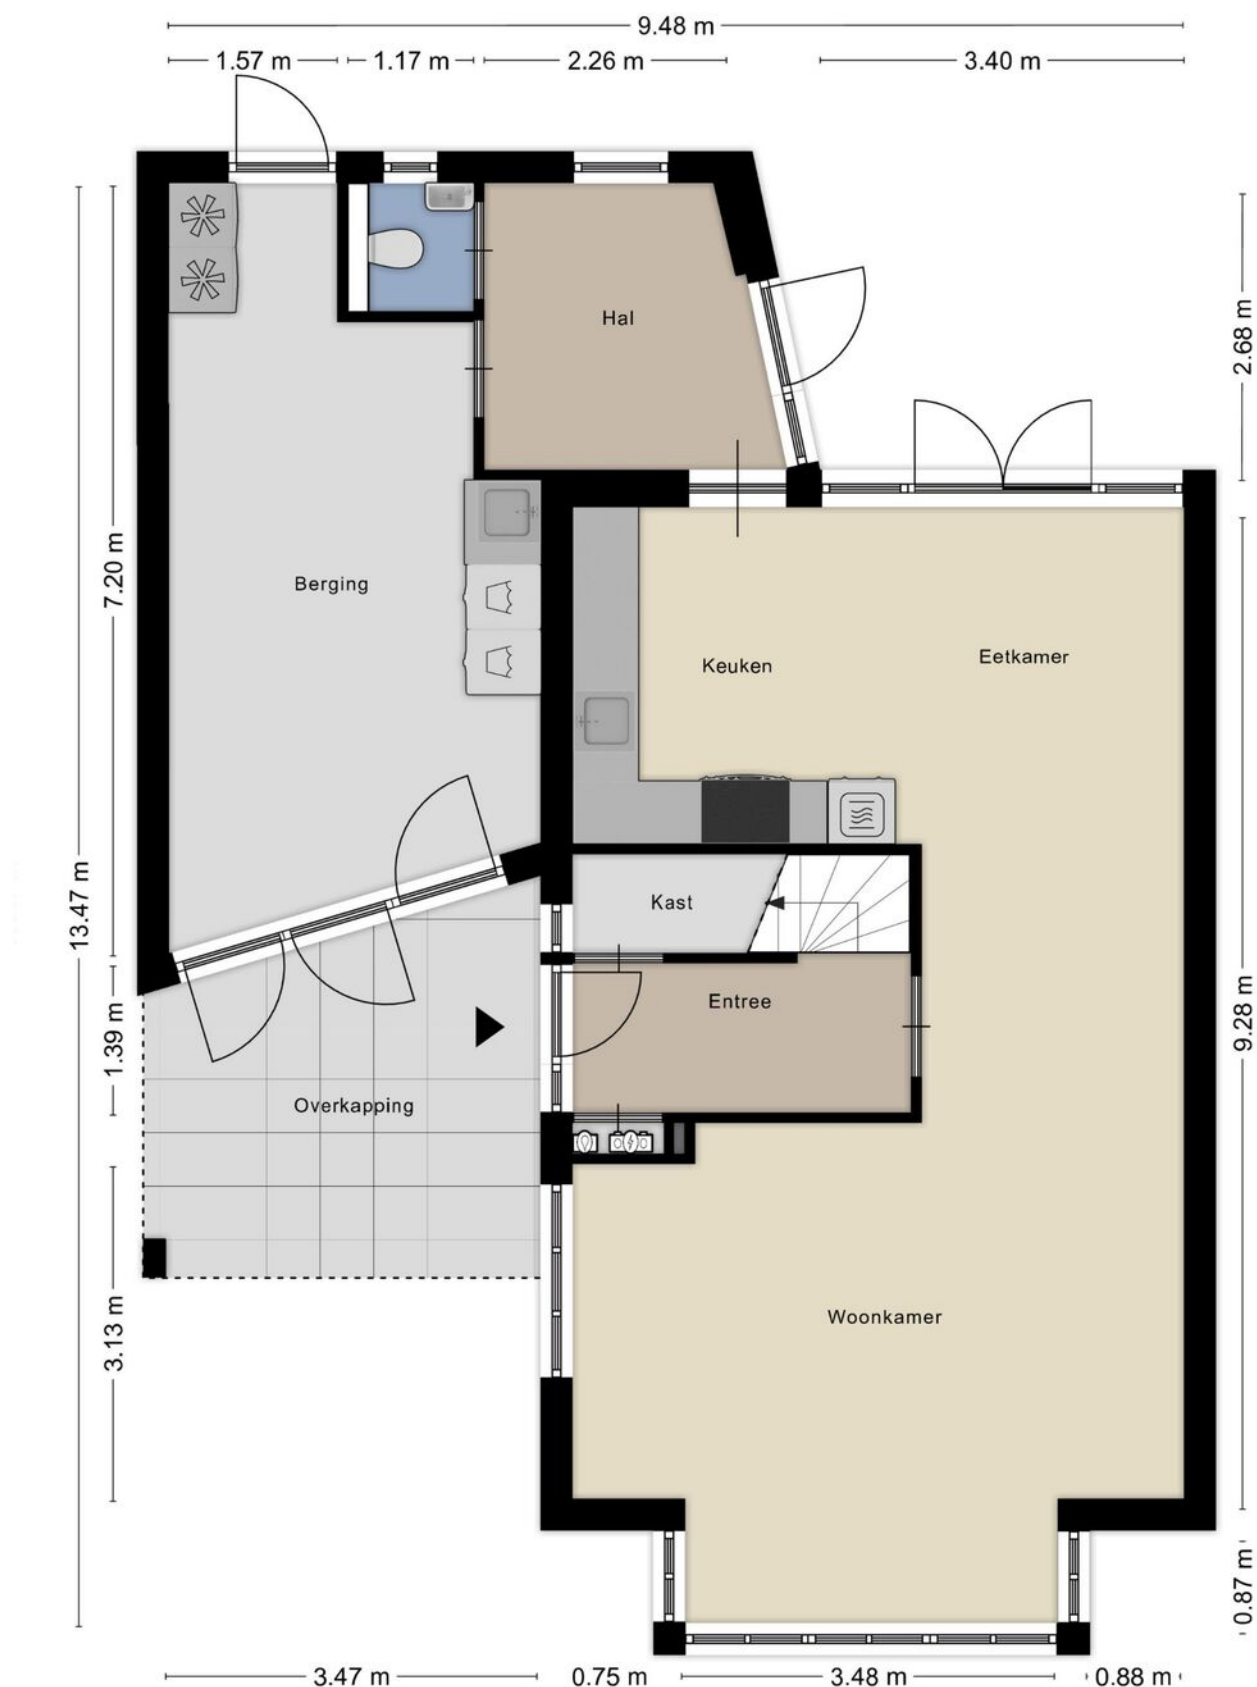 9.48 m
1.57 m
1.17 m
2.26 m
3.40 m
Hal
2.68 m
7.20 m
Berging
Keuken
Eetkamer
13.47 m
Kast
Entree
9.28 m
1.39 m
Overkapping
3.13 m
Woonkamer
0.87 m
3.47 m
0.75 m
3.48 m
0.88 m